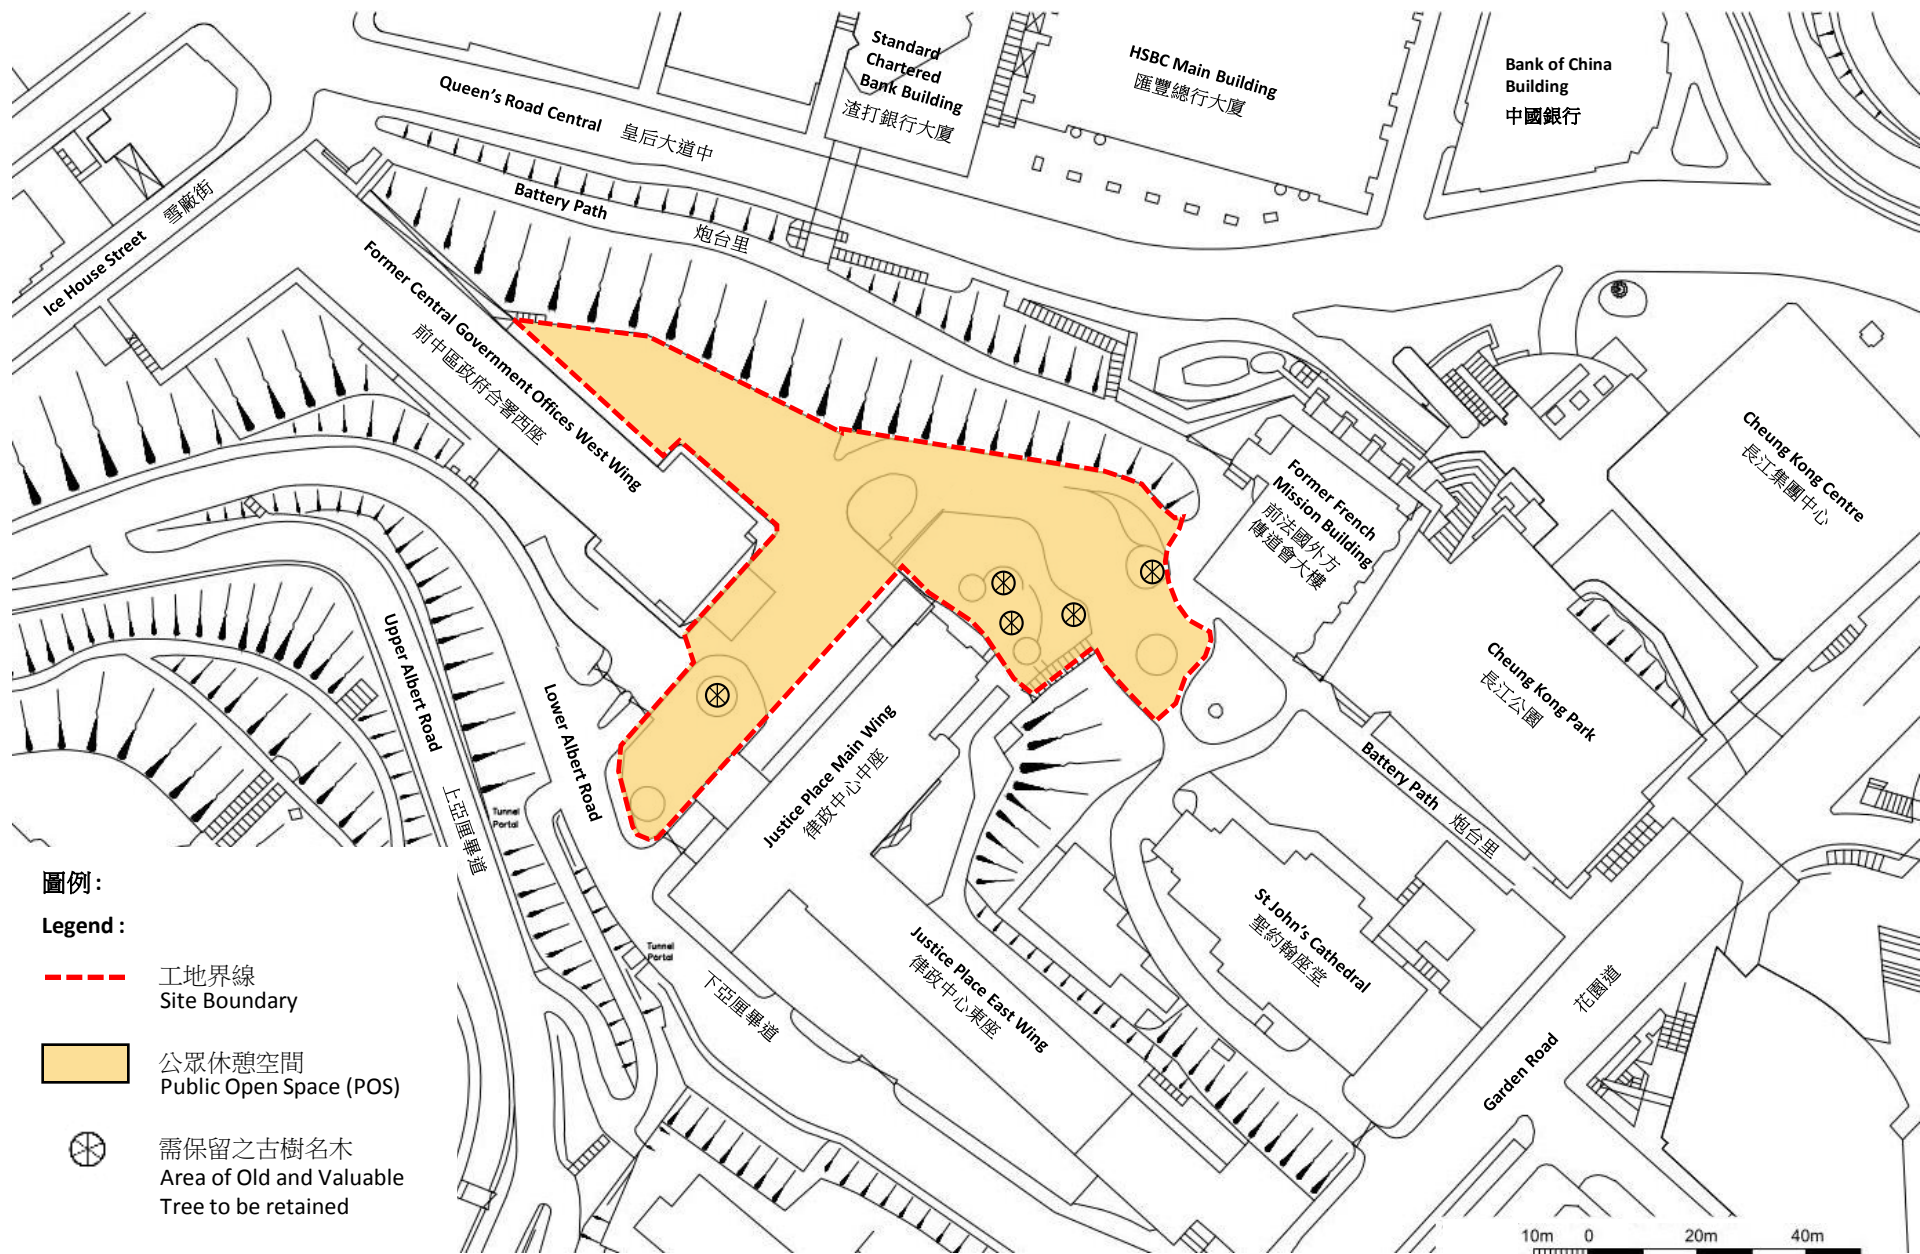 Standard
Chartered
Bank Building
渣打銀行大廈
HSBC Main Building
匯豐總行大廈
Bank of China
Building
中國銀行
Queen's Road Central 皇后大道中
Battery Path
炮台里
Ice House Street 雪廠街
Former Central Government Offices West Wing
前中區政府合署西座
Former French
Mission Building
前法國外方
傳道會大樓
Cheung Kong Centre
長江集團中心
Cheung Kong Park
長江公園
Upper Albert Road
上亞厘畢道
Lower Albert Road
下亞厘畢道
Justice Place Main Wing
律政中心中座
Battery Path 炮台里
Tunnel
Portal
Tunnel
Portal
St John's Cathedral
聖約翰座堂
Justice Place East Wing
律政中心東座
Garden Road 花園道
圖例：
Legend :
工地界線
Site Boundary
公眾休憩空間
Public Open Space (POS)
需保留之古樹名木
Area of Old and Valuable
Tree to be retained
10m 0 20m 40m